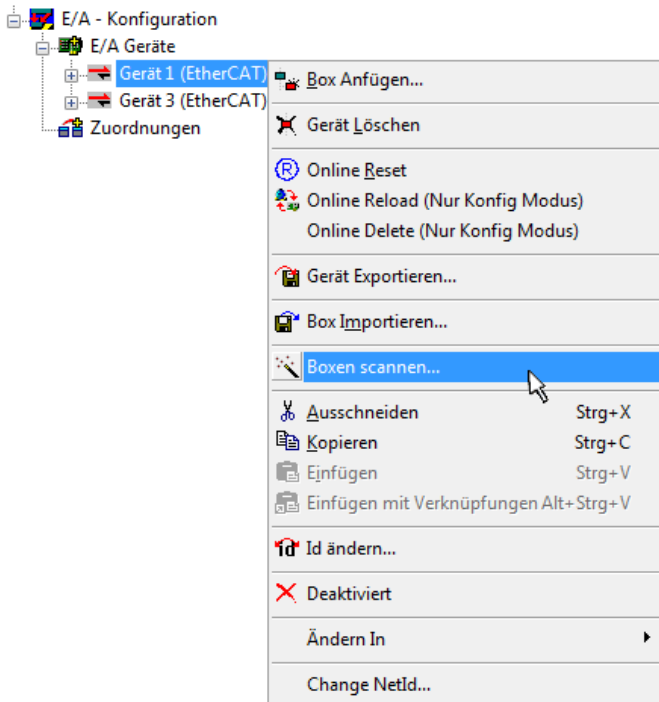 E/A - Konfiguration
E/A Geräte
Gerät 1 (EtherCAT)
Gerät 3 (EtherCAT)
Zuordnungen
Box Anfügen...
Gerät Löschen
Online Reset
Online Reload (Nur Konfig Modus)
Online Delete (Nur Konfig Modus)
Gerät Exportieren...
Box Importieren...
Boxen scannen...
Ausschneiden Strg+X
Kopieren Strg+C
Einfügen Strg+V
Einfügen mit Verknüpfungen Alt+Strg+V
Id ändern...
Deaktiviert
Ändern In
Change NetId...